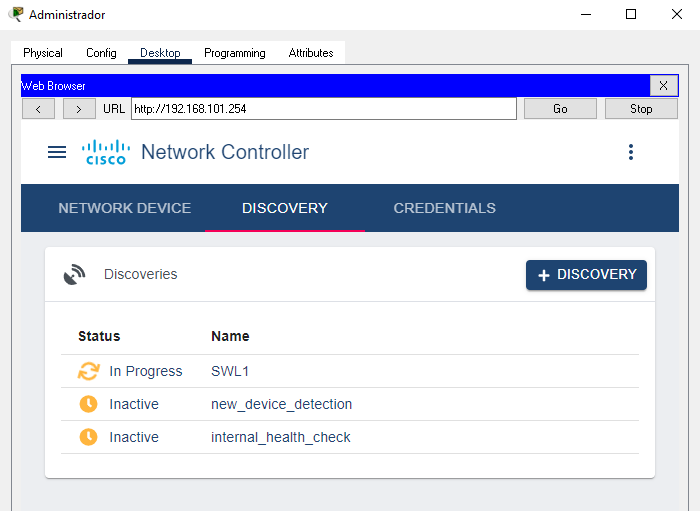 Administrador
Physical Config Desktop Programming Attributes
Web Browser X
< > URL http://192.168.101.254 Go Stop
CISCO Network Controller
NETWORK DEVICE DISCOVERY CREDENTIALS
Discoveries + DISCOVERY
Status Name
In Progress SWL1
Inactive new_device_detection
Inactive internal_health_check